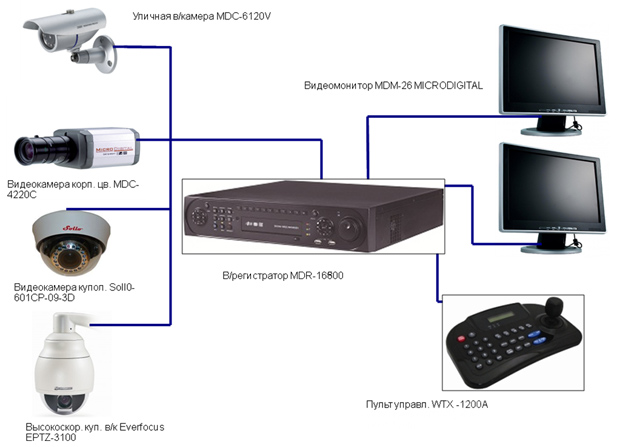 Уличная в/камера MDC-6120V
Видеомонитор MDM-26 MICRODIGITAL
Видеокамера корп. цв. MDC-
4220C
Solle
Видеокамера купол. Soll0-
601CP-09-3D
В/регистратор MDR-16800
Высокоскор. куп. в/к Everfocus
EPTZ-3100
Пульт управл. WTX -1200A